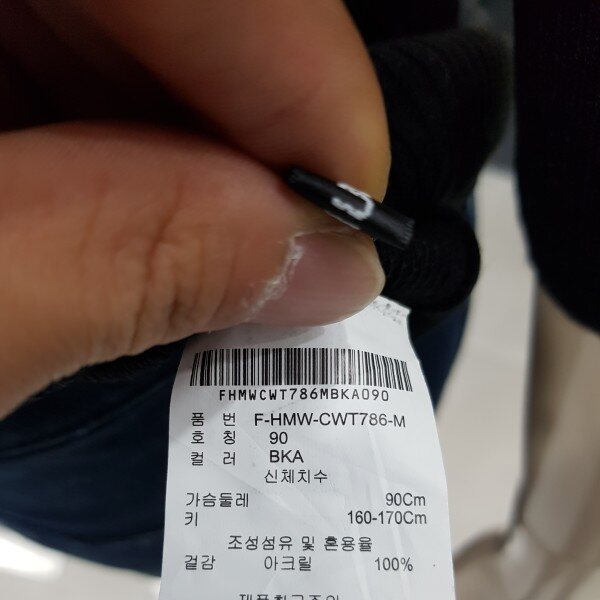 FHMWCWT786MBKA090
품 번 F-HMW-CWT786-M
호 칭 90
컬 러 BKA
신체치수
가슴둘레 90Cm
키 160-170Cm
조성섬유 및 혼용율
겉감 아크릴 100%